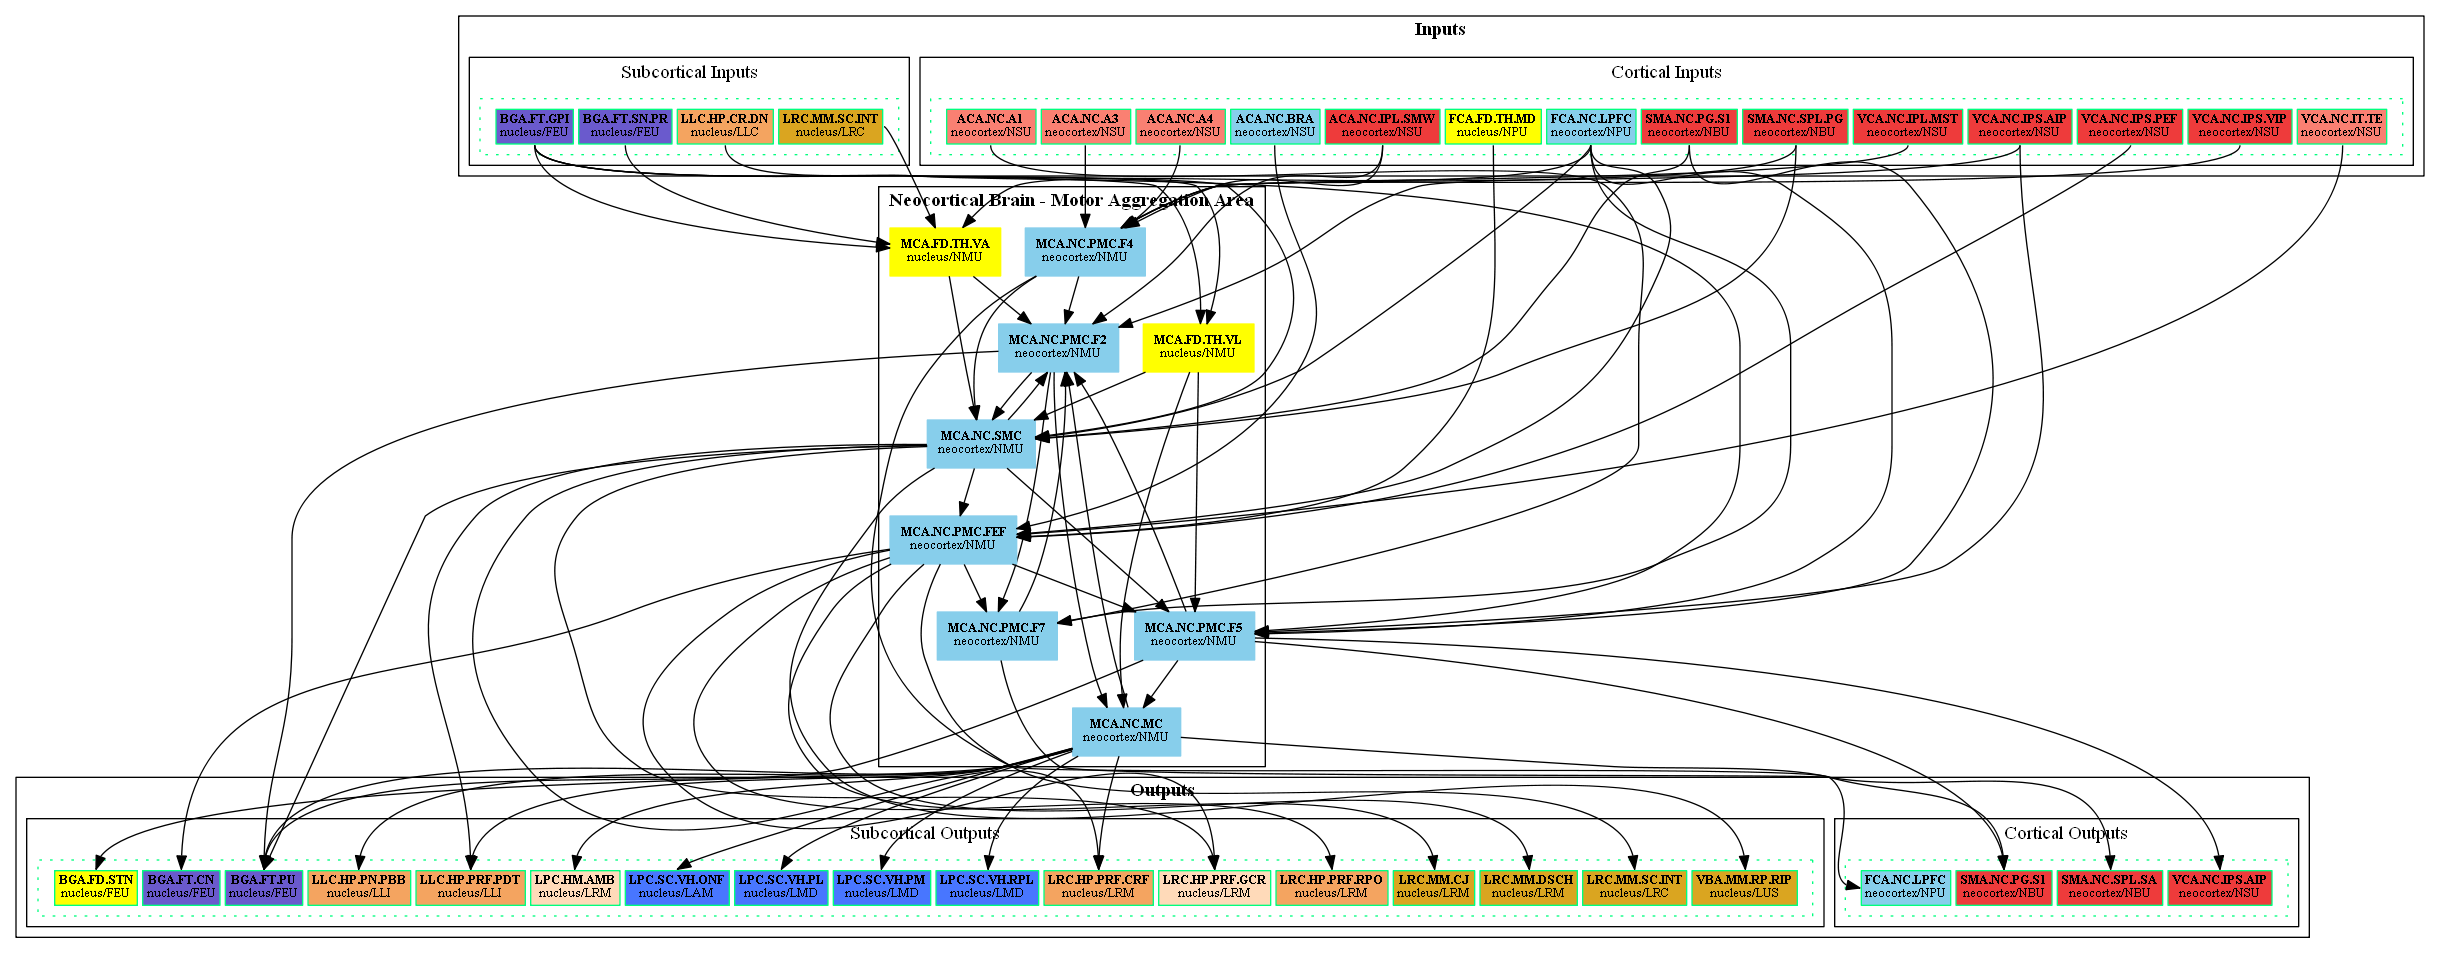 Inputs
Subcortical Inputs
Cortical Inputs
BGA.FT.GPI
nucleus/FEU
BGA.FT.SN.PR
nucleus/FEU
LLC.HP.CR.DN
nucleus/LLC
LRC.MM.SC.INT
nucleus/LRC
ACA.NC.A1
neocortex/NSU
ACA.NC.A3
neocortex/NSU
ACA.NC.A4
neocortex/NSU
ACA.NC.BRA
neocortex/NSU
ACA.NC.IPL.SMW
neocortex/NSU
FCA.FD.TH.MD
nucleus/NPU
FCA.NC.LPFC
neocortex/NPU
SMA.NC.PG.S1
neocortex/NBU
SMA.NC.SPL.PG
neocortex/NBU
VCA.NC.IPL.MST
neocortex/NSU
VCA.NC.IPS.AIP
neocortex/NSU
VCA.NC.IPS.PEF
neocortex/NSU
VCA.NC.IPS.VIP
neocortex/NSU
VCA.NC.IT.TE
neocortex/NSU
Neocortical Brain - Motor Aggregation Area
MCA.FD.TH.VA
nucleus/NMU
MCA.NC.PMC.F4
neocortex/NMU
MCA.NC.PMC.F2
neocortex/NMU
MCA.FD.TH.VL
nucleus/NMU
MCA.NC.SMC
neocortex/NMU
MCA.NC.PMC.FEF
neocortex/NMU
MCA.NC.PMC.F7
neocortex/NMU
MCA.NC.PMC.F5
neocortex/NMU
MCA.NC.MC
neocortex/NMU
Outputs
Subcortical Outputs
Cortical Outputs
BGA.FD.STN
nucleus/FEU
BGA.FT.CN
nucleus/FEU
BGA.FT.PU
nucleus/FEU
LLC.HP.PN.PBB
nucleus/LLI
LLC.HP.PRF.PDT
nucleus/LLI
LPC.HM.AMB
nucleus/LRM
LPC.SC.VH.ONF
nucleus/LAM
LPC.SC.VH.PL
nucleus/LMD
LPC.SC.VH.PM
nucleus/LMD
LPC.SC.VH.RPL
nucleus/LMD
LRC.HP.PRF.CRF
nucleus/LRM
LRC.HP.PRF.GCR
nucleus/LRM
LRC.HP.PRF.RPO
nucleus/LRM
LRC.MM.CJ
nucleus/LRM
LRC.MM.DSCH
nucleus/LRM
LRC.MM.SC.INT
nucleus/LRC
VBA.MM.RP.RIP
nucleus/LUS
FCA.NC.LPFC
neocortex/NPU
SMA.NC.PG.S1
neocortex/NBU
SMA.NC.SPL.SA
neocortex/NBU
VCA.NC.IPS.AIP
neocortex/NSU